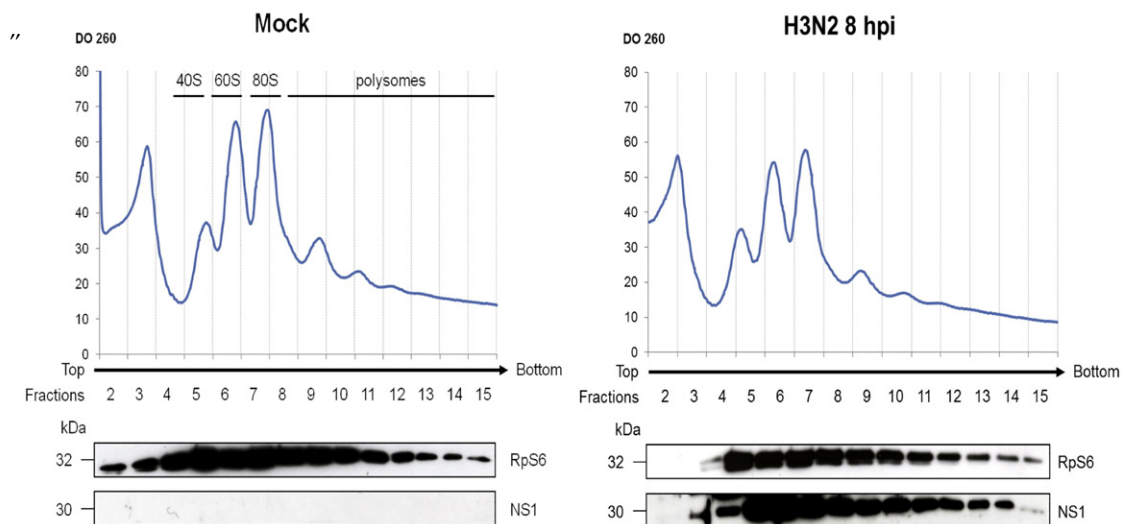 ”
Mock
DO 260
80
70
60
50
40
30
20
10
0
40S 60S 80S polysomes
Top Bottom
Fractions 2 3 4 5 6 7 8 9 10 11 12 13 14 15
kDa
32 RpS6
30 NS1
H3N2 8 hpi
DO 260
80
70
60
50
40
30
20
10
0
Top Bottom
Fractions 2 3 4 5 6 7 8 9 10 11 12 13 14 15
kDa
32 RpS6
30 NS1